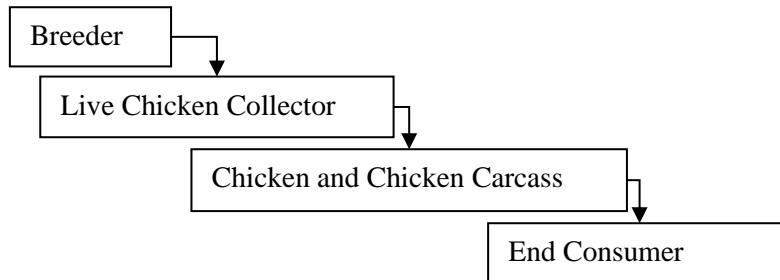 Breeder
Live Chicken Collector
Chicken and Chicken Carcass
End Consumer